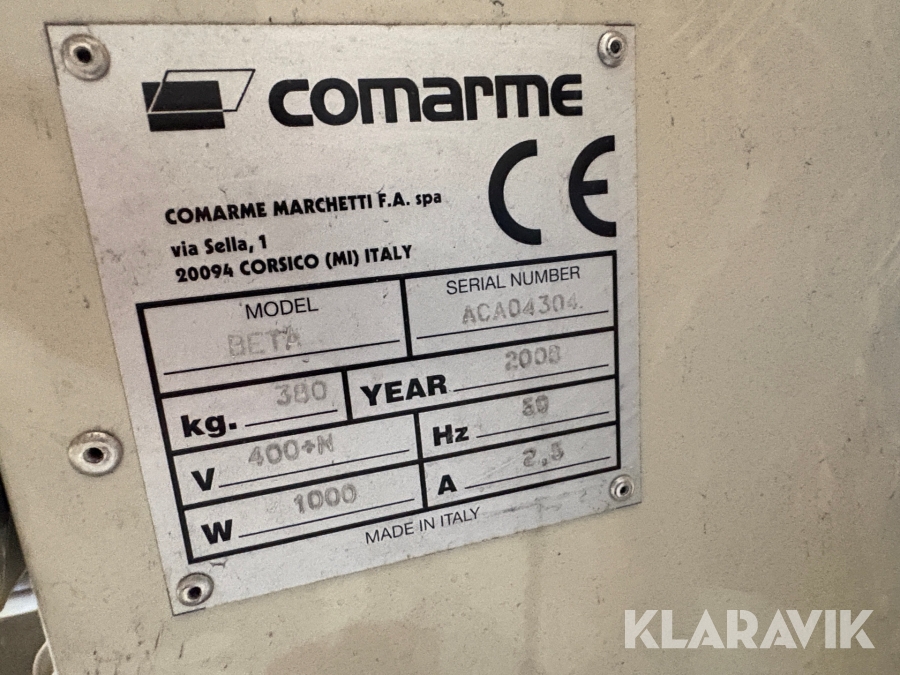 comarme
CE
COMARME MARCHETTI F.A. spa
via Sella, 1
20094 CORSICO (MI) ITALY
MODEL BETA
SERIAL NUMBER ACA04304
kg. 380
YEAR 2008
V 400+N
Hz 50
W 1000
A 2,5
MADE IN ITALY
KLARAVIK